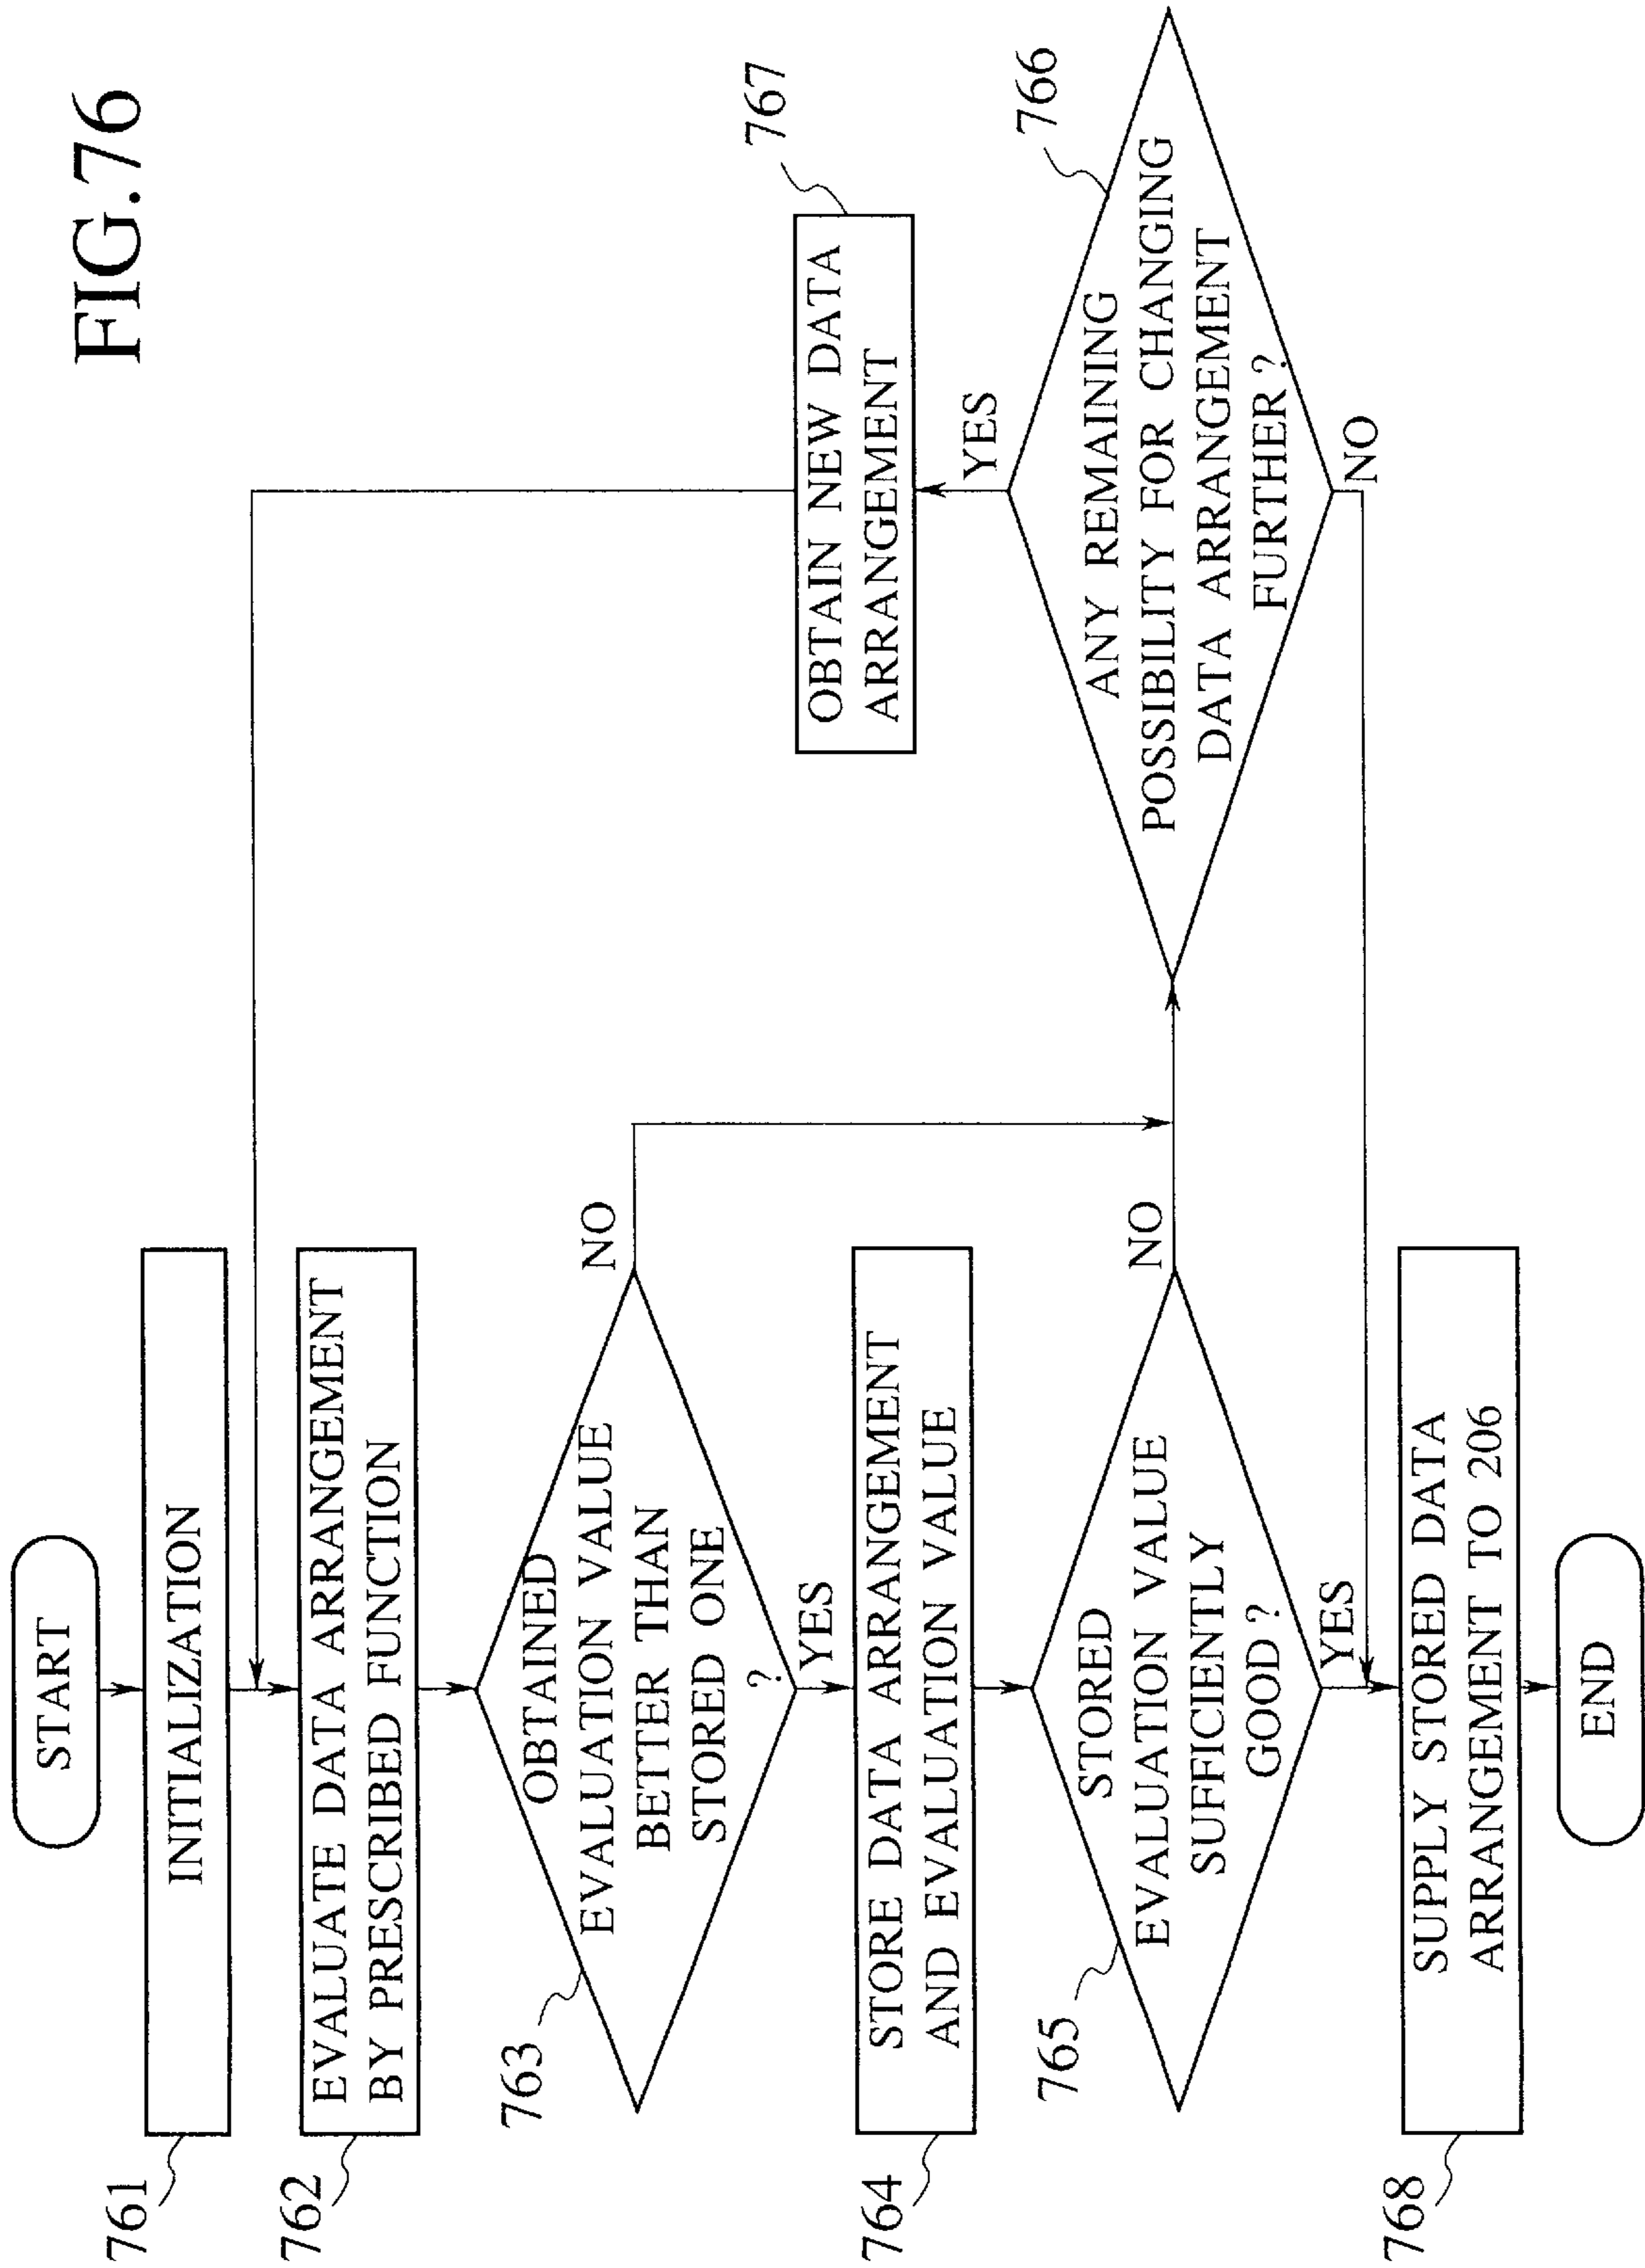 FIG.76
START
761
INITIALIZATION
762
EVALUATE DATA ARRANGEMENT
BY PRESCRIBED FUNCTION
763
OBTAINED
EVALUATION VALUE
BETTER THAN
STORED ONE
?
NO
YES
764
STORE DATA ARRANGEMENT
AND EVALUATION VALUE
765
STORED
EVALUATION VALUE
SUFFICIENTLY
GOOD ?
NO
YES
767
OBTAIN NEW DATA
ARRANGEMENT
YES
766
ANY REMAINING
POSSIBILITY FOR CHANGING
DATA ARRANGEMENT
FURTHER ?
NO
768
SUPPLY STORED DATA
ARRANGEMENT TO 206
END